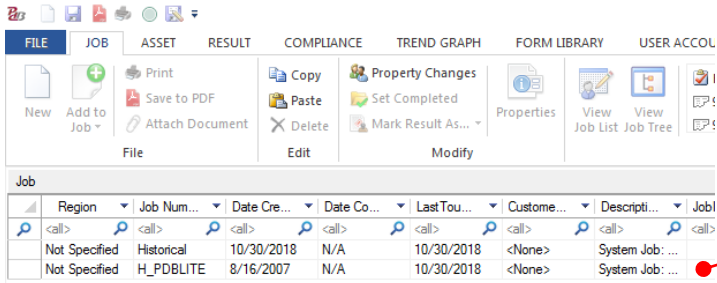 FILE JOB ASSET RESULT COMPLIANCE TREND GRAPH FORM LIBRARY USER ACCOU
New
Add to
Job
Print
Save to PDF
Attach Document
File
Copy
Paste
Delete
Edit
Property Changes
Set Completed
Mark Result As...
Modify
Properties
View
Job List
View
Job Tree
Job
Region Job Num... Date Cre... Date Co... LastTou... Custome... Descripti... Jobl
<all> <all> <all> <all> <all> <all> <all> <all>
Not Specified Historical 10/30/2018 N/A 10/30/2018 <None> System Job: ...
Not Specified H_PDBLITE 8/16/2007 N/A 10/30/2018 <None> System Job: ...